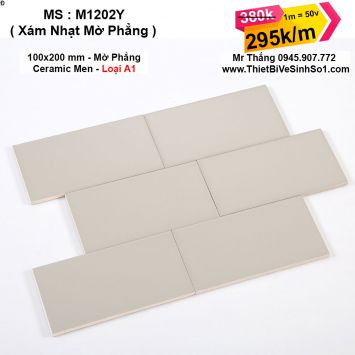 MS : M1202Y
( Xám Nhạt Mờ Phẳng )
100x200 mm - Mờ Phẳng
Ceramic Men - Loại A1
380k
1m = 50v
295k/m
Mr Thắng 0945.907.772
www.ThietBiVeSinhSo1.com